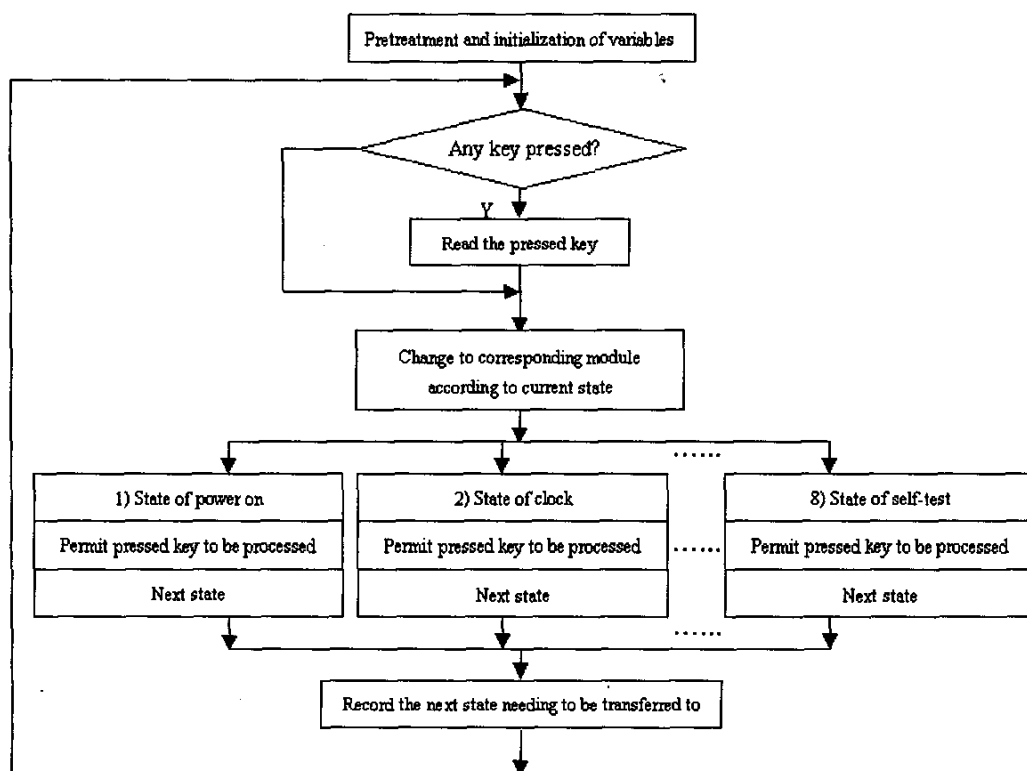 Pretreatment and initialization of variables
Any key pressed?
Y
Read the pressed key
Change to corresponding module
according to current state
......
1) State of power on
2) State of clock
8) State of self-test
Permit pressed key to be processed
Permit pressed key to be processed
......
Permit pressed key to be processed
Next state
Next state
Next state
......
Record the next state needing to be transferred to